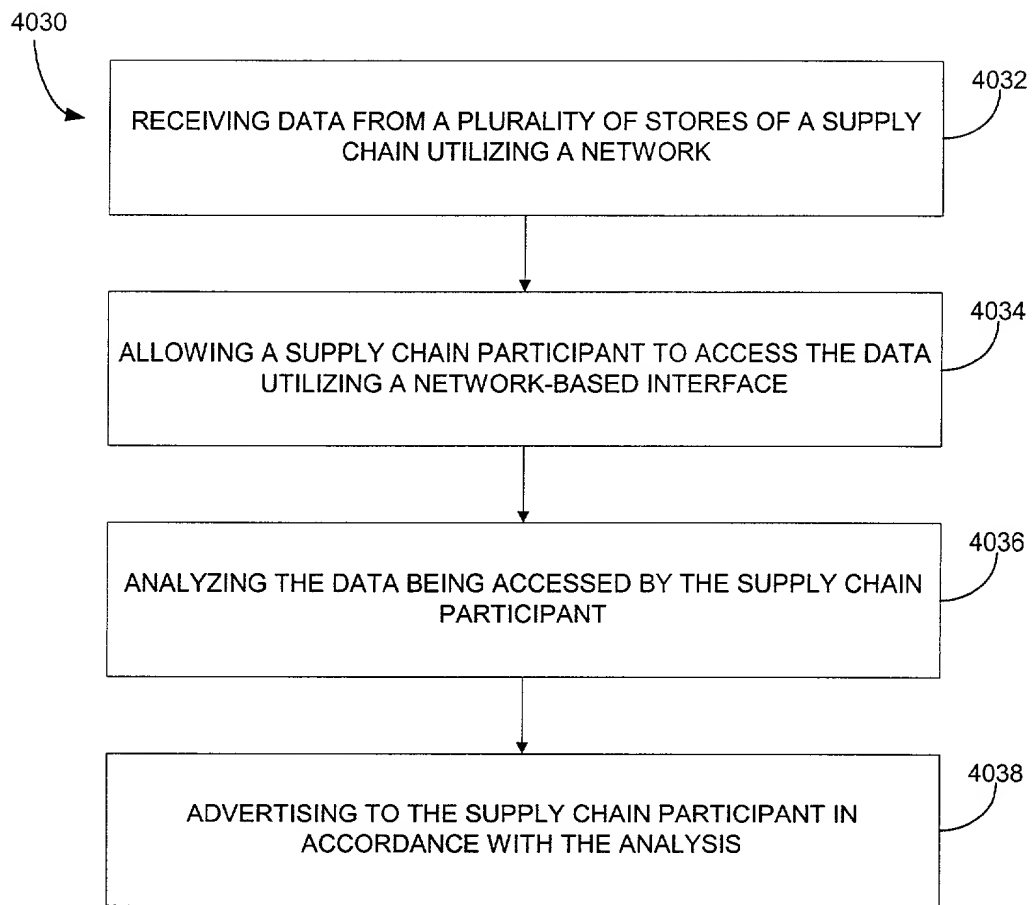 4030
4032
RECEIVING DATA FROM A PLURALITY OF STORES OF A SUPPLY
CHAIN UTILIZING A NETWORK
4034
ALLOWING A SUPPLY CHAIN PARTICIPANT TO ACCESS THE DATA
UTILIZING A NETWORK-BASED INTERFACE
4036
ANALYZING THE DATA BEING ACCESSED BY THE SUPPLY CHAIN
PARTICIPANT
4038
ADVERTISING TO THE SUPPLY CHAIN PARTICIPANT IN
ACCORDANCE WITH THE ANALYSIS